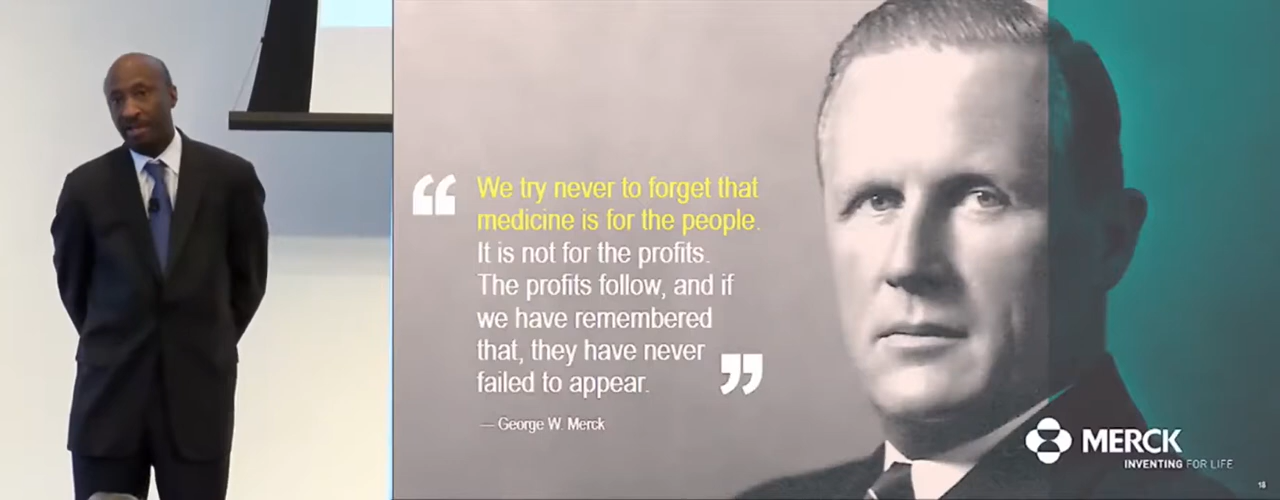 “
We try never to forget that
medicine is for the people.
It is not for the profits.
The profits follow, and if
we have remembered
that, they have never
failed to appear.
”
— George W. Merck
MERCK
INVENTING FOR LIFE
18